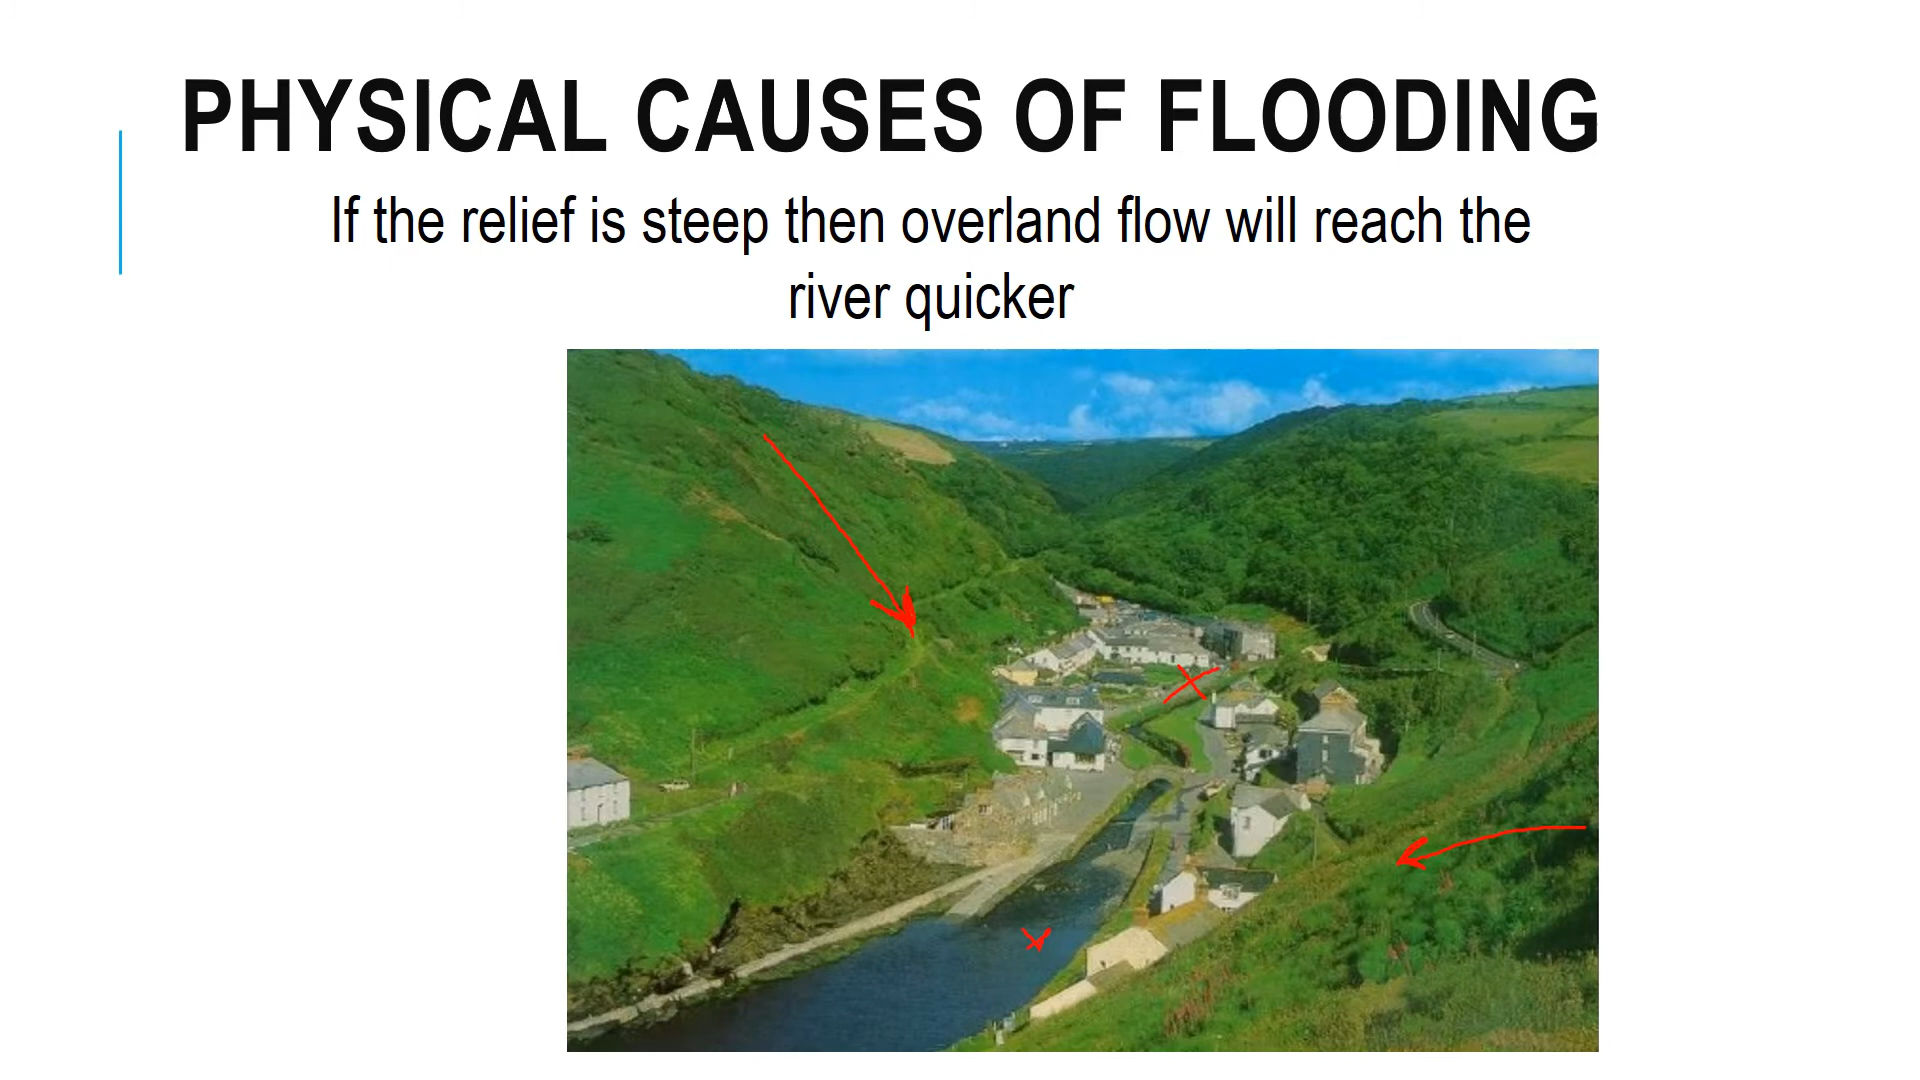 PHYSICAL CAUSES OF FLOODING
If the relief is steep then overland flow will reach the
river quicker